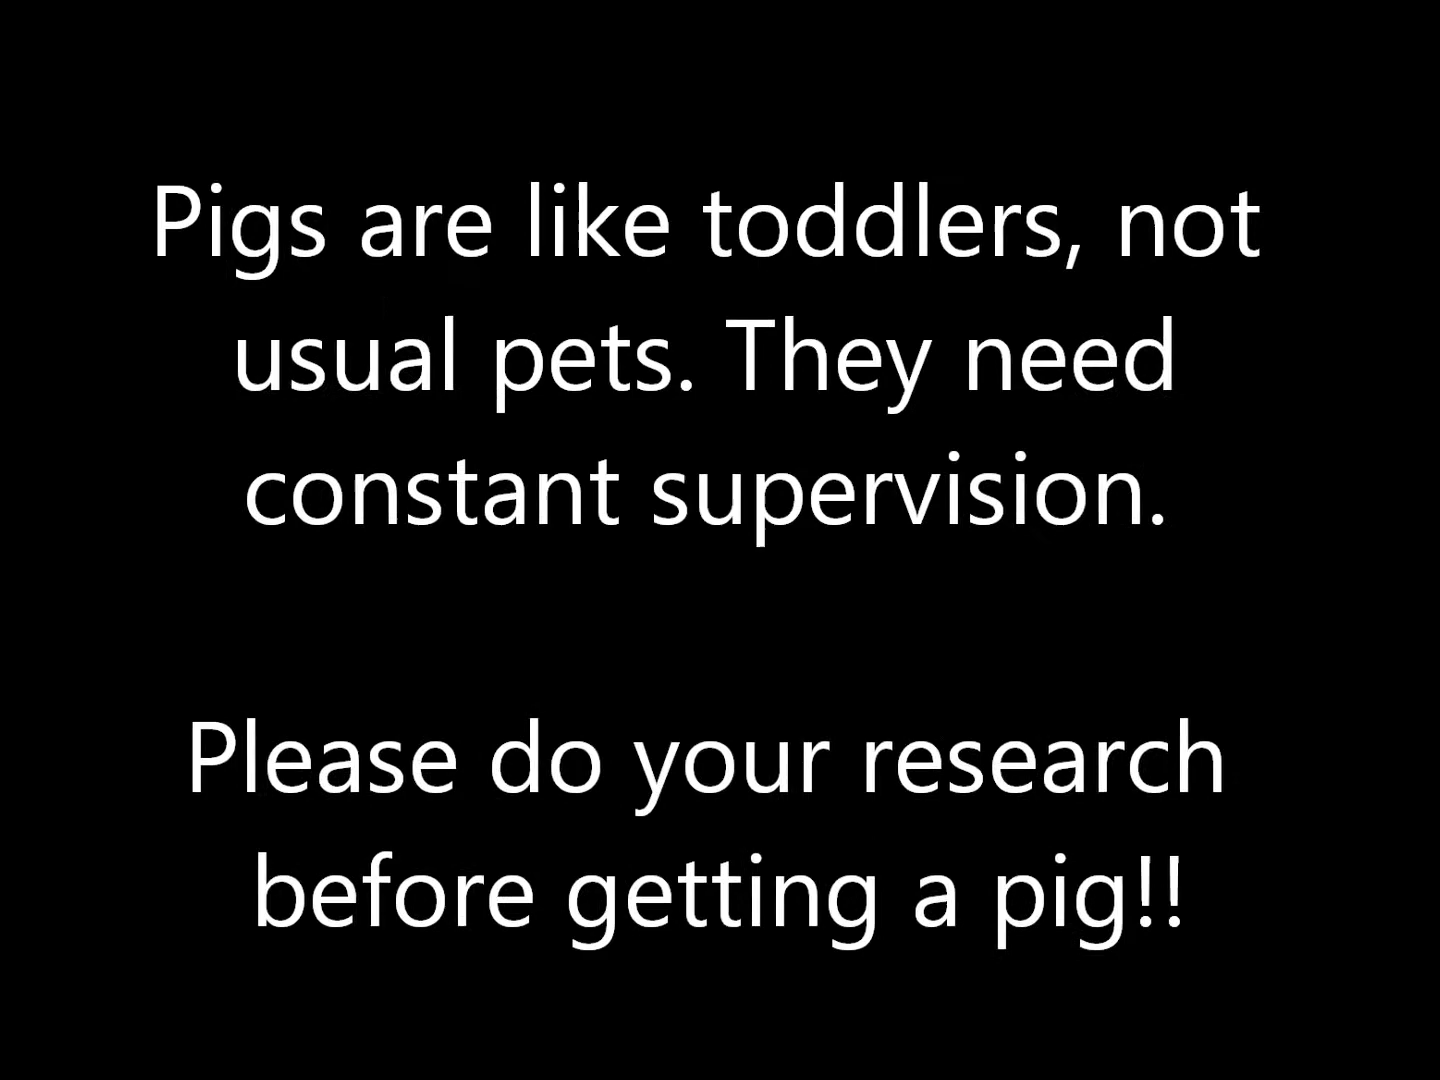 Pigs are like toddlers, not
usual pets. They need
constant supervision.
Please do your research
before getting a pig!!